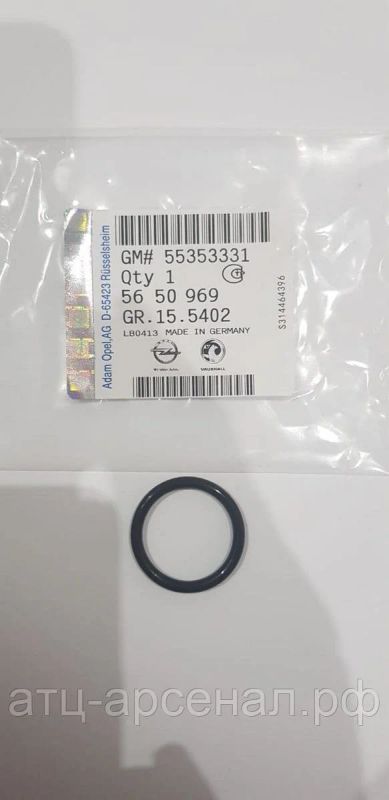 GM# 55353331
Qty 1
56 50 969
GR.15.5402
LB0413 MADE IN GERMANY
VAUXHALL
Adam Opel,AG D-65423 Rüsselsheim
S314464396
атц-арсенал.рф